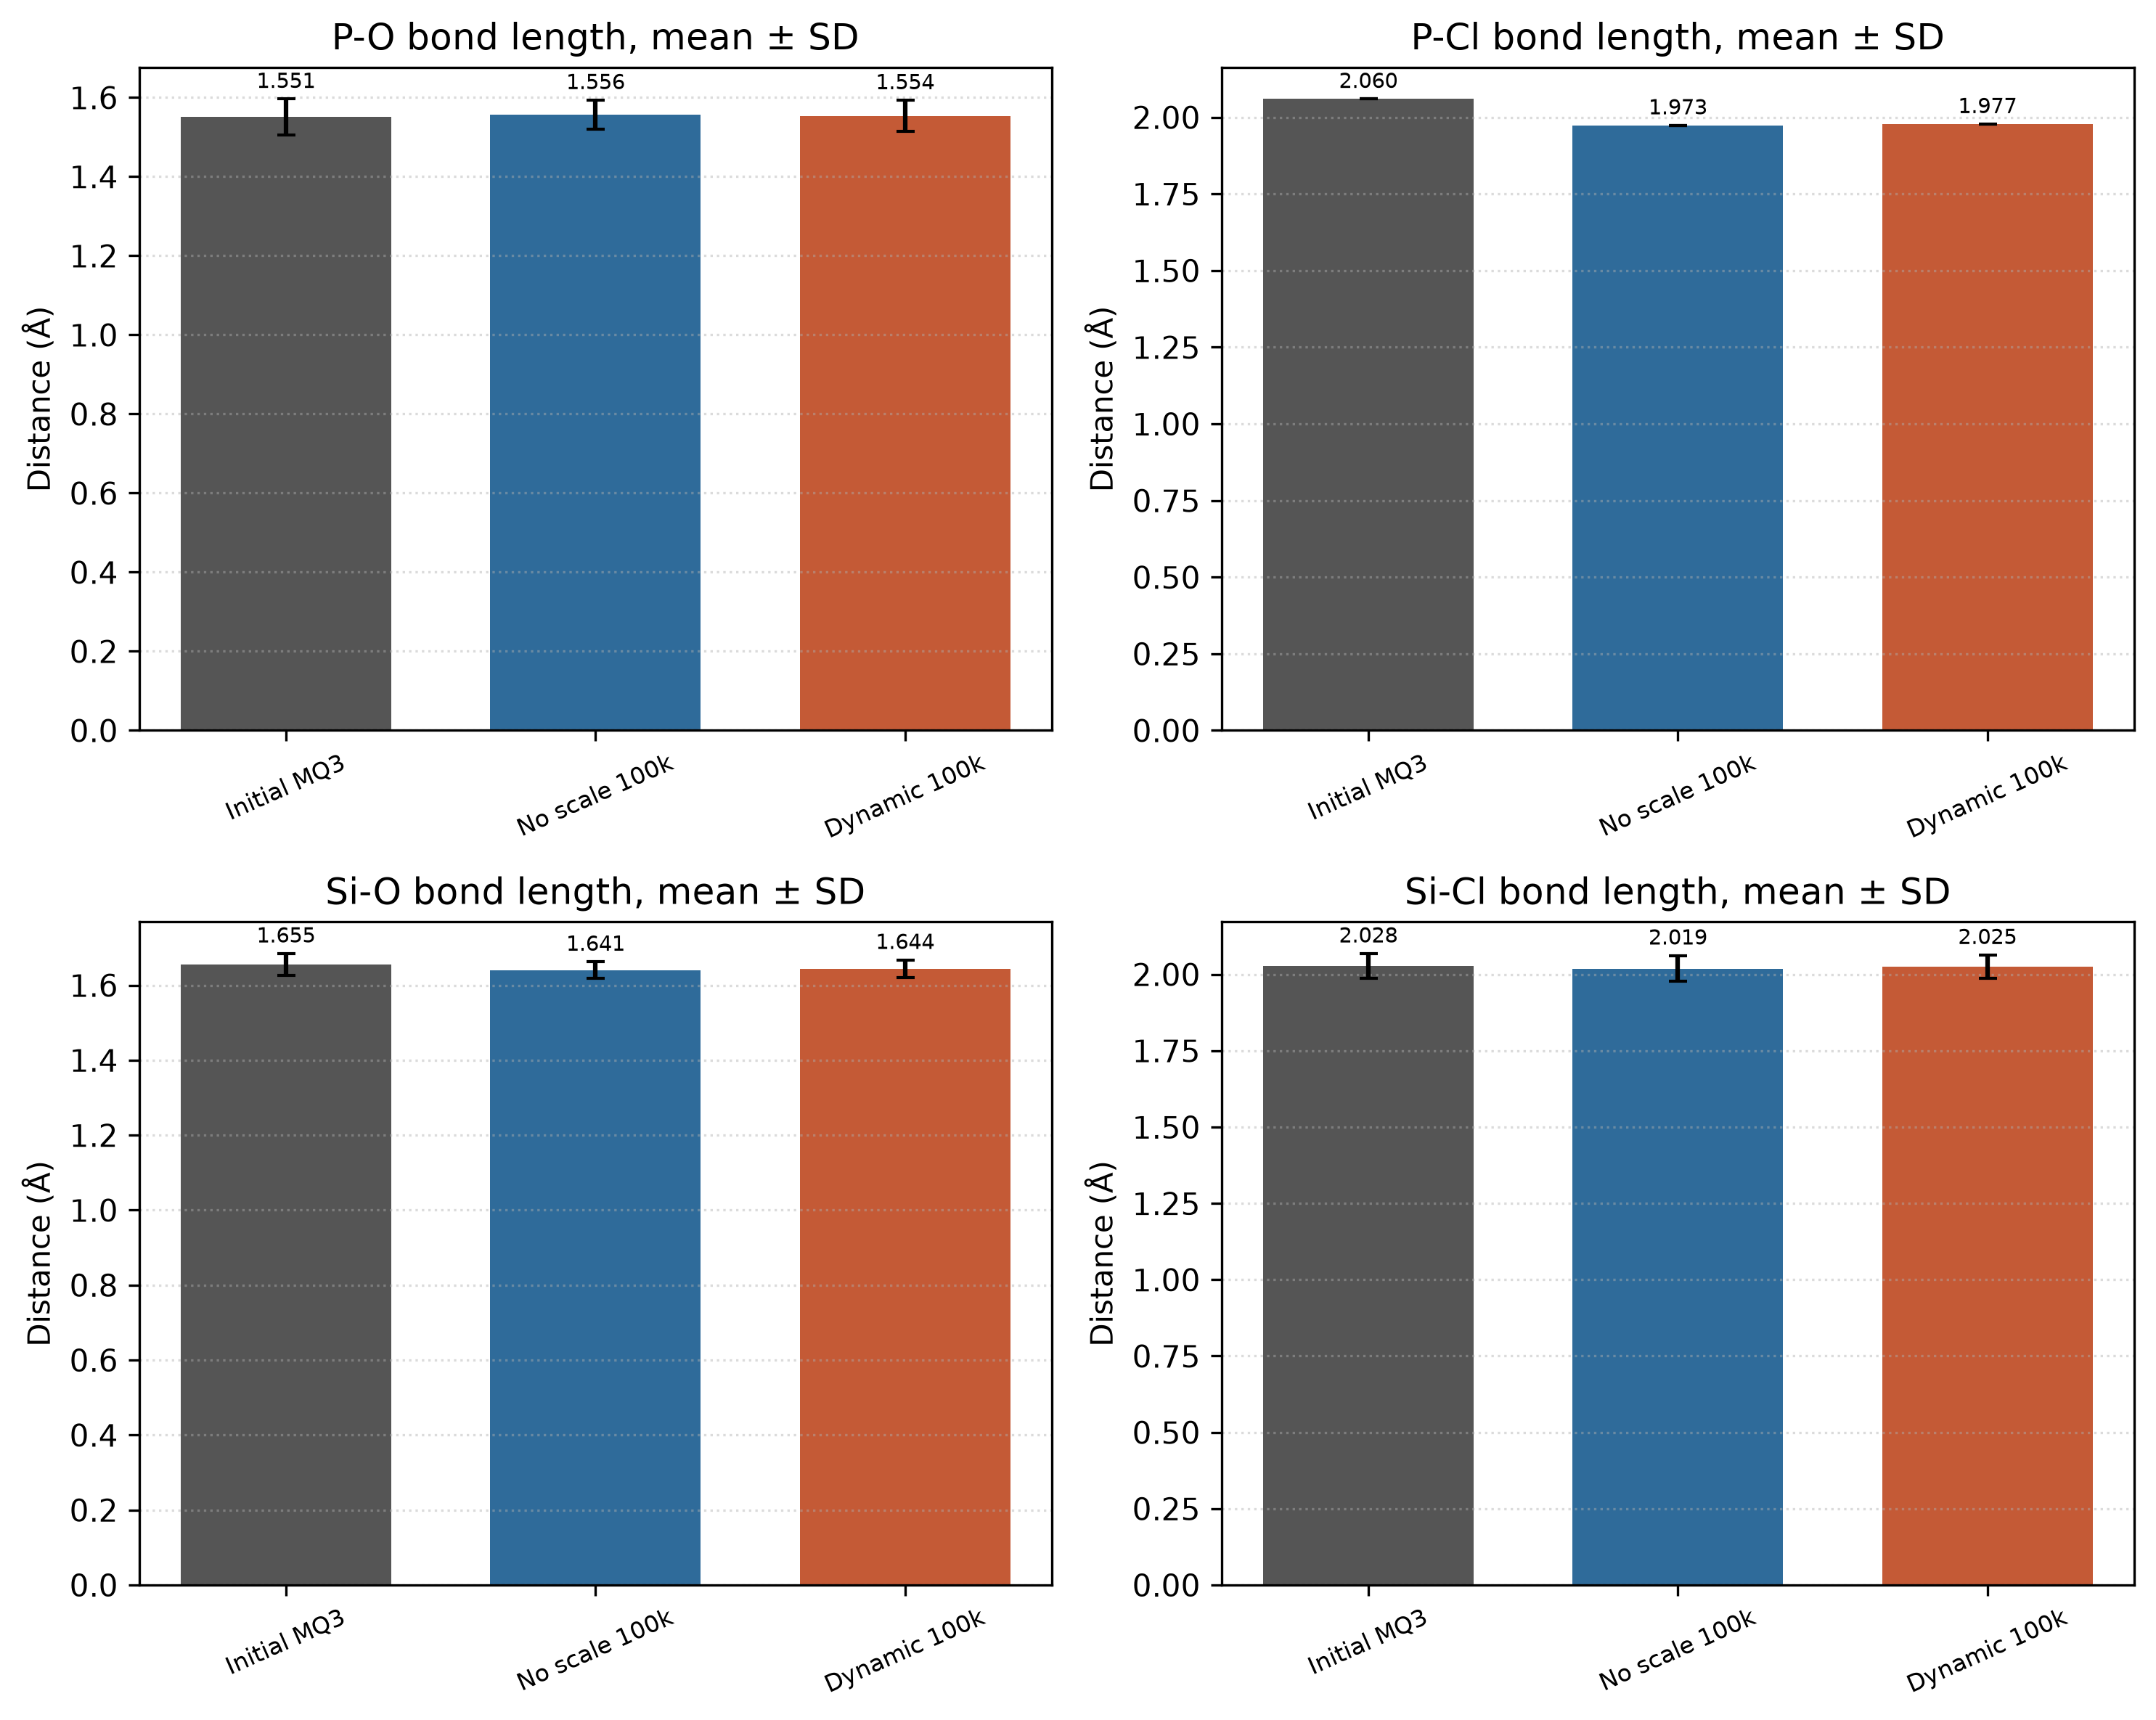 P-O bond length, mean ± SD
1.551
1.556
1.554
1.6
1.4
1.2
1.0
0.8
0.6
0.4
0.2
0.0
Distance (Å)
Initial MQ3
No scale 100k
Dynamic 100k
P-Cl bond length, mean ± SD
2.060
1.973
1.977
2.00
1.75
1.50
1.25
1.00
0.75
0.50
0.25
0.00
Distance (Å)
Initial MQ3
No scale 100k
Dynamic 100k
Si-O bond length, mean ± SD
1.655
1.641
1.644
1.6
1.4
1.2
1.0
0.8
0.6
0.4
0.2
0.0
Distance (Å)
Initial MQ3
No scale 100k
Dynamic 100k
Si-Cl bond length, mean ± SD
2.028
2.019
2.025
2.00
1.75
1.50
1.25
1.00
0.75
0.50
0.25
0.00
Distance (Å)
Initial MQ3
No scale 100k
Dynamic 100k